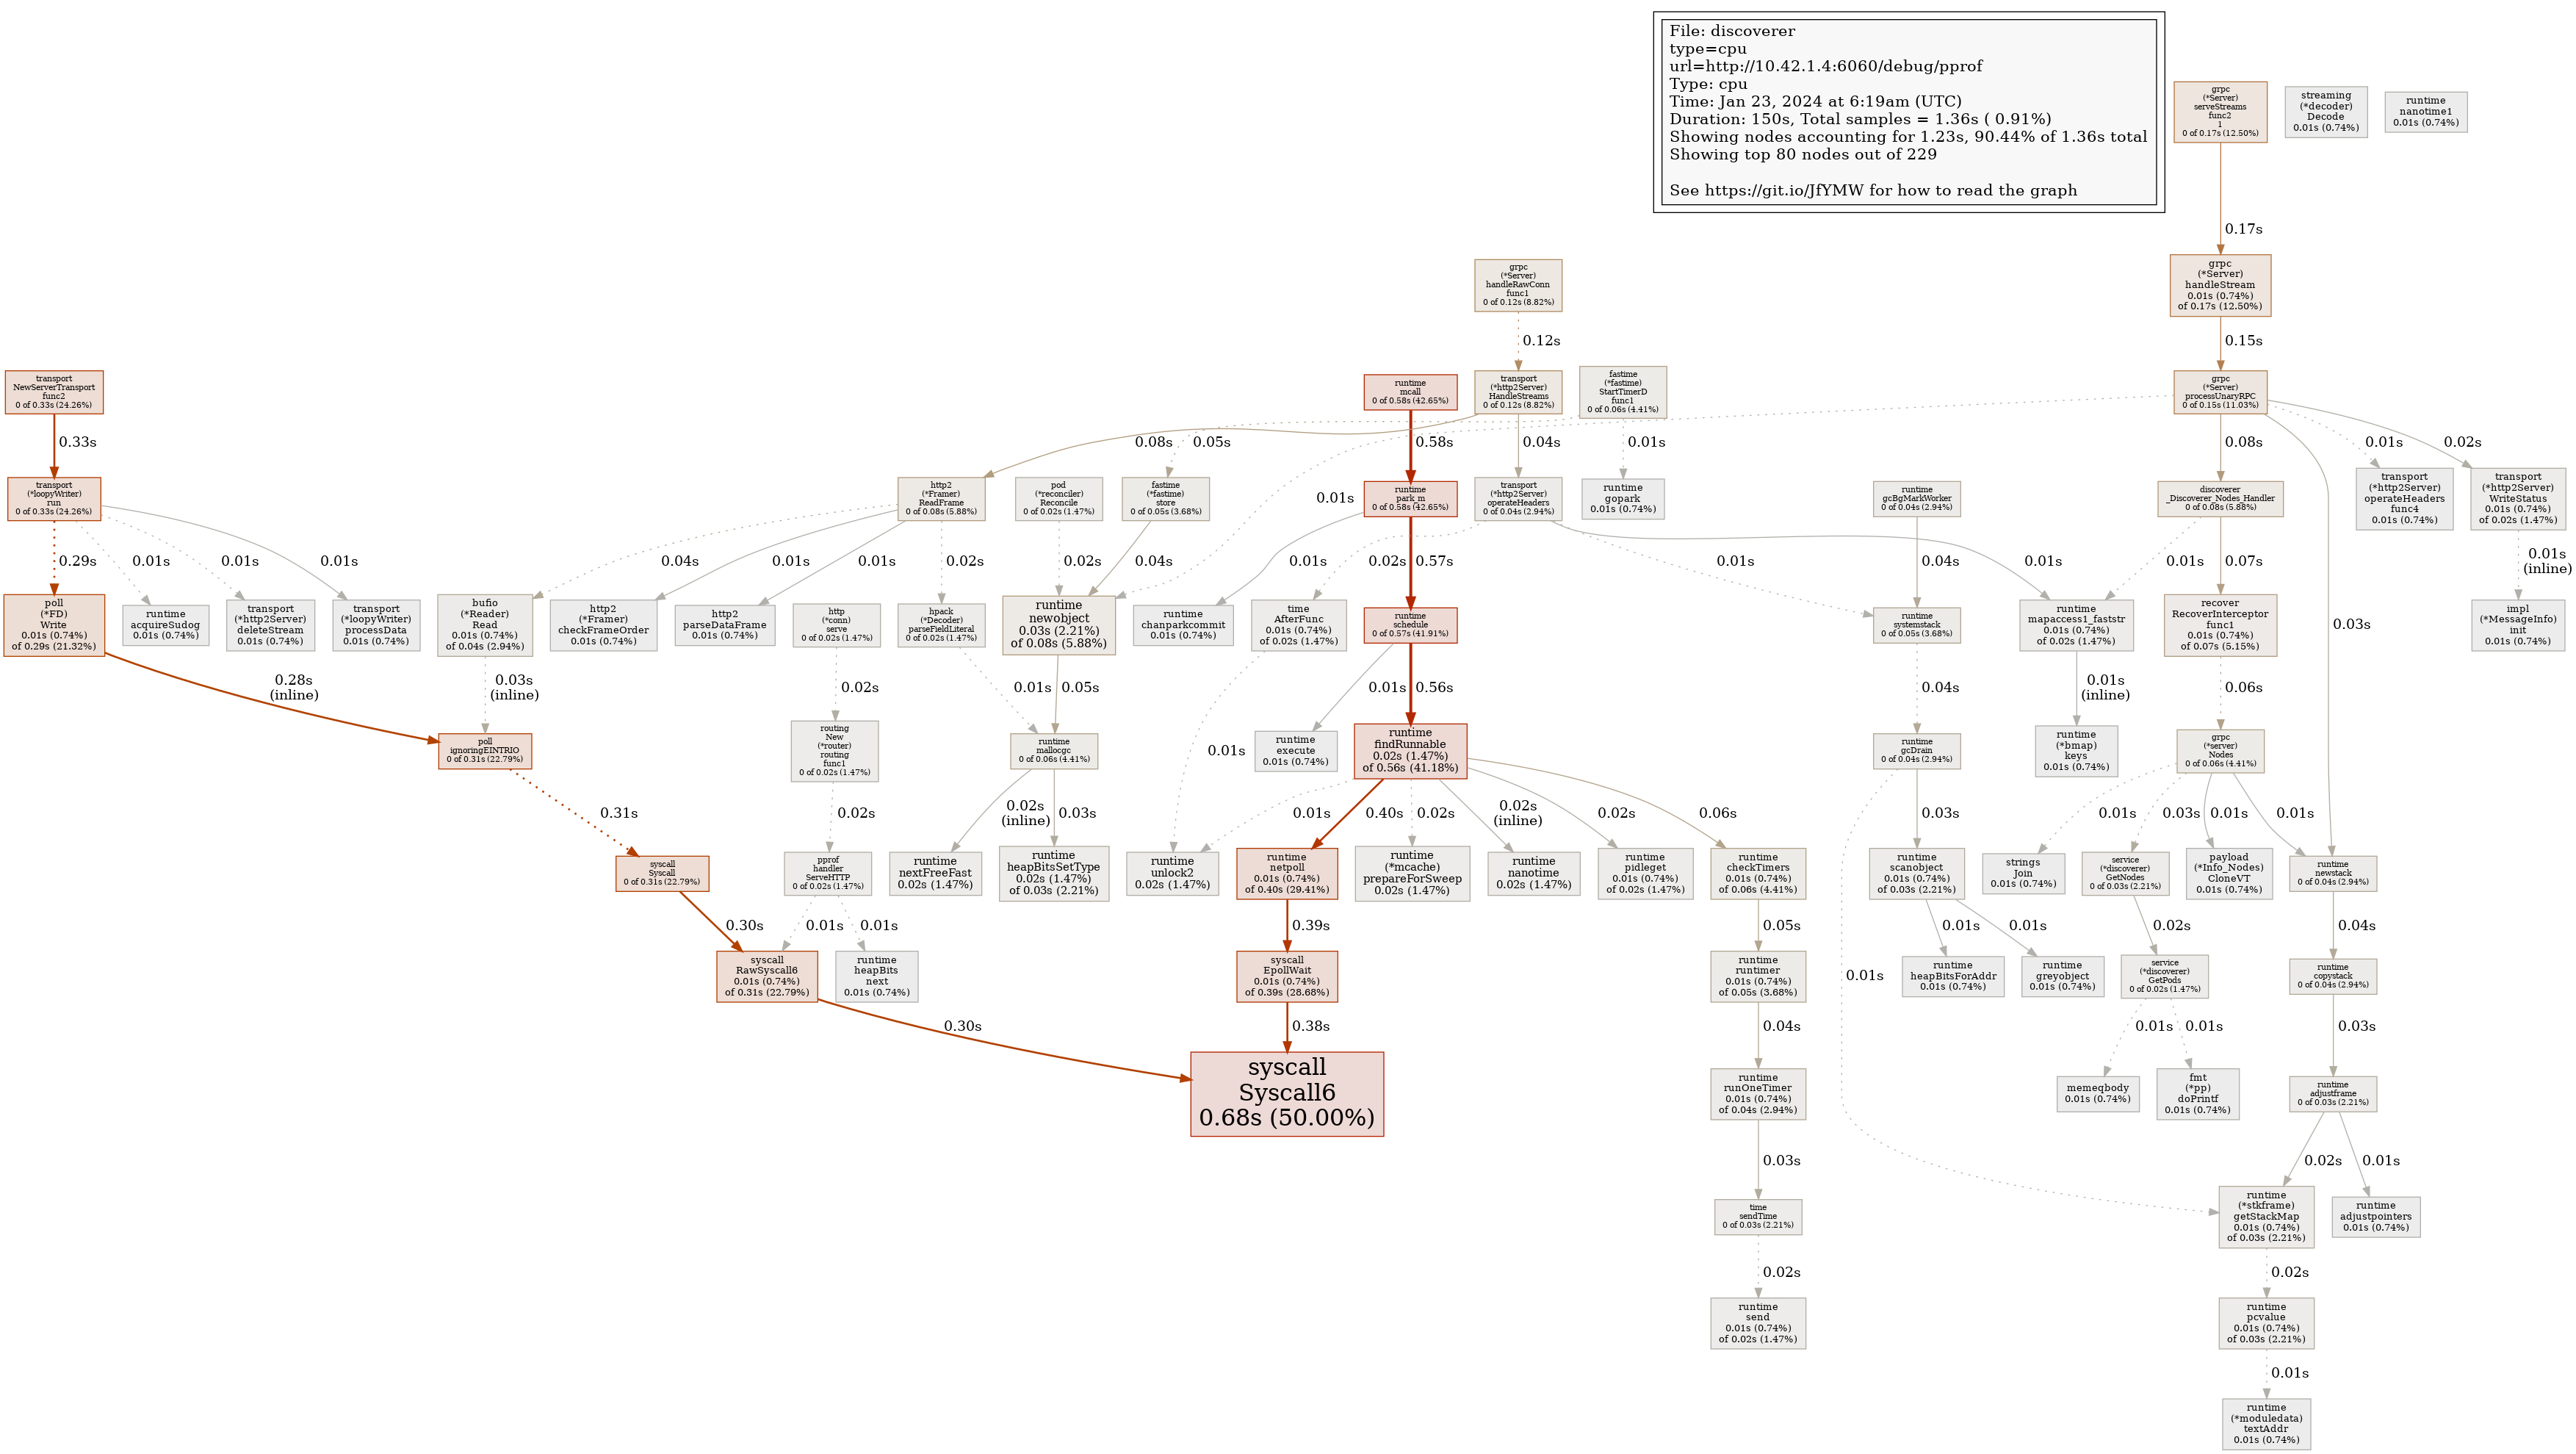 File: discoverer
type=cpu
url=http://10.42.1.4:6060/debug/pprof
Type: cpu
Time: Jan 23, 2024 at 6:19am (UTC)
Duration: 150s, Total samples = 1.36s ( 0.91%)
Showing nodes accounting for 1.23s, 90.44% of 1.36s total
Showing top 80 nodes out of 229
See https://git.io/JfYMW for how to read the graph
grpc
(*Server)
serveStreams
func2
1
0 of 0.17s (12.50%)
streaming
(*decoder)
Decode
0.01s (0.74%)
runtime
nanotime1
0.01s (0.74%)
0.17s
grpc
(*Server)
handleRawConn
func1
0 of 0.12s (8.82%)
grpc
(*Server)
handleStream
0.01s (0.74%)
of 0.17s (12.50%)
0.12s
0.15s
transport
NewServerTransport
func2
0 of 0.33s (24.26%)
runtime
mcall
0 of 0.58s (42.65%)
transport
(*http2Server)
HandleStreams
0 of 0.12s (8.82%)
fastime
(*fastime)
StartTimerD
func1
0 of 0.06s (4.41%)
grpc
(*Server)
processUnaryRPC
0 of 0.15s (11.03%)
0.33s
0.08s
0.05s
0.58s
0.04s
0.01s
0.08s
0.01s
0.02s
transport
(*loopyWriter)
run
0 of 0.33s (24.26%)
http2
(*Framer)
ReadFrame
0 of 0.08s (5.88%)
pod
(*reconciler)
Reconcile
0 of 0.02s (1.47%)
fastime
(*fastime)
store
0 of 0.05s (3.68%)
0.01s
runtime
park_m
0 of 0.58s (42.65%)
transport
(*http2Server)
operateHeaders
0 of 0.04s (2.94%)
runtime
gopark
0.01s (0.74%)
runtime
gcBgMarkWorker
0 of 0.04s (2.94%)
discoverer
_Discoverer_Nodes_Handler
0 of 0.08s (5.88%)
transport
(*http2Server)
operateHeaders
func4
0.01s (0.74%)
transport
(*http2Server)
WriteStatus
0.01s (0.74%)
of 0.02s (1.47%)
0.29s
0.01s
0.01s
0.01s
0.04s
0.01s
0.01s
0.02s
0.02s
0.04s
0.01s
0.57s
0.02s
0.01s
0.04s
0.01s
0.01s
0.07s
0.01s
(inline)
poll
(*FD)
Write
0.01s (0.74%)
of 0.29s (21.32%)
runtime
acquireSudog
0.01s (0.74%)
transport
(*http2Server)
deleteStream
0.01s (0.74%)
transport
(*loopyWriter)
processData
0.01s (0.74%)
bufio
(*Reader)
Read
0.01s (0.74%)
of 0.04s (2.94%)
http2
(*Framer)
checkFrameOrder
0.01s (0.74%)
http2
parseDataFrame
0.01s (0.74%)
http
(*conn)
serve
0 of 0.02s (1.47%)
hpack
(*Decoder)
parseFieldLiteral
0 of 0.02s (1.47%)
runtime
newobject
0.03s (2.21%)
of 0.08s (5.88%)
runtime
chanparkcommit
0.01s (0.74%)
time
AfterFunc
0.01s (0.74%)
of 0.02s (1.47%)
runtime
schedule
0 of 0.57s (41.91%)
runtime
systemstack
0 of 0.05s (3.68%)
runtime
mapaccess1_faststr
0.01s (0.74%)
of 0.02s (1.47%)
recover
RecoverInterceptor
func1
0.01s (0.74%)
of 0.07s (5.15%)
0.03s
impl
(*MessageInfo)
init
0.01s (0.74%)
0.28s
(inline)
0.03s
(inline)
0.02s
0.01s
0.05s
0.01s
0.56s
0.04s
0.01s
(inline)
0.06s
poll
ignoringEINTRIO
0 of 0.31s (22.79%)
routing
New
(*router)
routing
func1
0 of 0.02s (1.47%)
runtime
mallocgc
0 of 0.06s (4.41%)
0.01s
runtime
execute
0.01s (0.74%)
runtime
findRunnable
0.02s (1.47%)
of 0.56s (41.18%)
runtime
gcDrain
0 of 0.04s (2.94%)
runtime
(*bmap)
keys
0.01s (0.74%)
grpc
(*server)
Nodes
0 of 0.06s (4.41%)
0.31s
0.02s
0.02s
(inline)
0.03s
0.01s
0.40s
0.02s
0.02s
(inline)
0.02s
0.06s
0.03s
0.01s
0.03s
0.01s
0.01s
syscall
Syscall
0 of 0.31s (22.79%)
pprof
handler
ServeHTTP
0 of 0.02s (1.47%)
runtime
nextFreeFast
0.02s (1.47%)
runtime
heapBitsSetType
0.02s (1.47%)
of 0.03s (2.21%)
runtime
unlock2
0.02s (1.47%)
runtime
netpoll
0.01s (0.74%)
of 0.40s (29.41%)
runtime
(*mcache)
prepareForSweep
0.02s (1.47%)
runtime
nanotime
0.02s (1.47%)
runtime
pidleget
0.01s (0.74%)
of 0.02s (1.47%)
runtime
checkTimers
0.01s (0.74%)
of 0.06s (4.41%)
runtime
scanobject
0.01s (0.74%)
of 0.03s (2.21%)
strings
Join
0.01s (0.74%)
service
(*discoverer)
GetNodes
0 of 0.03s (2.21%)
payload
(*Info_Nodes)
CloneVT
0.01s (0.74%)
runtime
newstack
0 of 0.04s (2.94%)
0.30s
0.01s
0.01s
0.39s
0.05s
0.01s
0.01s
0.02s
0.04s
syscall
RawSyscall6
0.01s (0.74%)
of 0.31s (22.79%)
runtime
heapBits
next
0.01s (0.74%)
syscall
EpollWait
0.01s (0.74%)
of 0.39s (28.68%)
runtime
runtimer
0.01s (0.74%)
of 0.05s (3.68%)
0.01s
runtime
heapBitsForAddr
0.01s (0.74%)
runtime
greyobject
0.01s (0.74%)
service
(*discoverer)
GetPods
0 of 0.02s (1.47%)
runtime
copystack
0 of 0.04s (2.94%)
0.30s
0.38s
0.04s
0.01s
0.01s
0.03s
syscall
Syscall6
0.68s (50.00%)
runtime
runOneTimer
0.01s (0.74%)
of 0.04s (2.94%)
memeqbody
0.01s (0.74%)
fmt
(*pp)
doPrintf
0.01s (0.74%)
runtime
adjustframe
0 of 0.03s (2.21%)
0.03s
0.02s
0.01s
time
sendTime
0 of 0.03s (2.21%)
runtime
(*stkframe)
getStackMap
0.01s (0.74%)
of 0.03s (2.21%)
runtime
adjustpointers
0.01s (0.74%)
0.02s
0.02s
runtime
send
0.01s (0.74%)
of 0.02s (1.47%)
runtime
pcvalue
0.01s (0.74%)
of 0.03s (2.21%)
0.01s
runtime
(*moduledata)
textAddr
0.01s (0.74%)